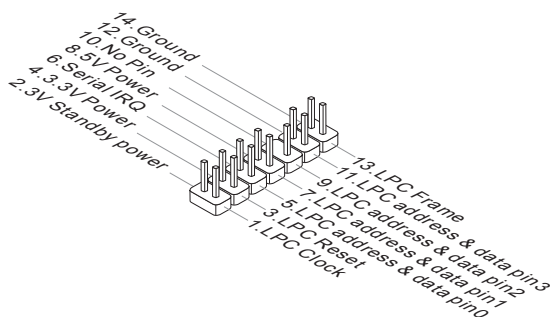 14.Ground
12.Ground
10.No Pin
8.5V Power
6.Serial IRQ
4.3.3V Power
2.3V Standby power
13.LPC Frame
11.LPC address & data pin3
9.LPC address & data pin2
7.LPC address & data pin1
5.LPC address & data pin0
3.LPC Reset
1.LPC Clock